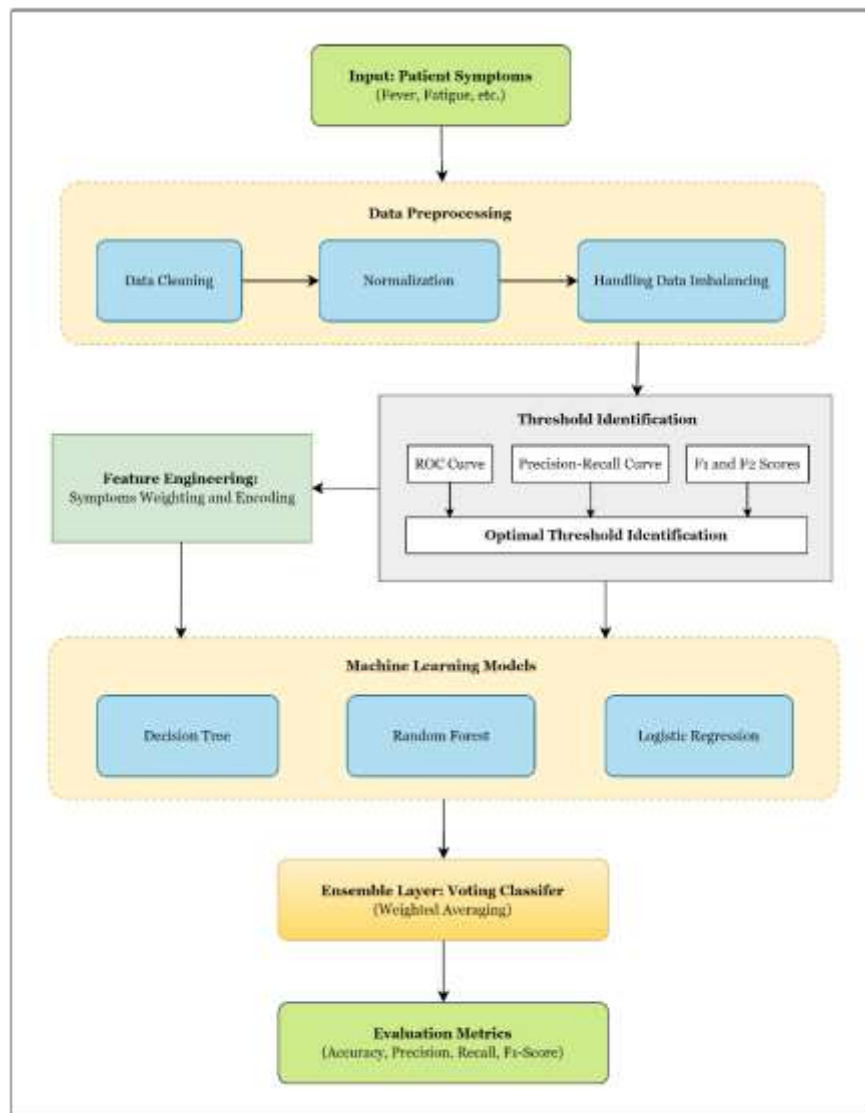 Input: Patient Symptoms
(Fever, Fatigue, etc.)
Data Preprocessing
Data Cleaning
Normalization
Handling Data Imbalancing
Threshold Identification
ROC Curve
Precision-Recall Curve
F1 and F2 Scores
Optimal Threshold Identification
Feature Engineering:
Symptoms Weighting and Encoding
Machine Learning Models
Decision Tree
Random Forest
Logistic Regression
Ensemble Layer: Voting Classifer
(Weighted Averaging)
Evaluation Metrics
(Accuracy, Precision, Recall, F1-Score)